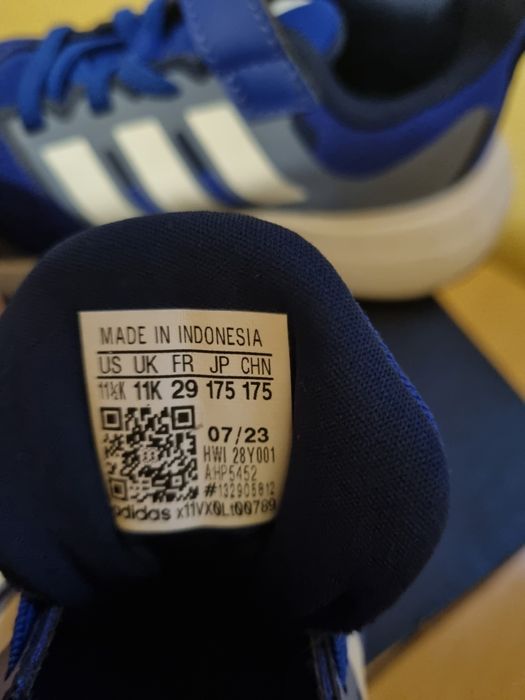 MADE IN INDONESIA
US UK FR JP CHN
11½K 11K 29 175 175
07/23
HWI 28Y001
AHP5452
#132905812
adidas x11VX0Lt00789